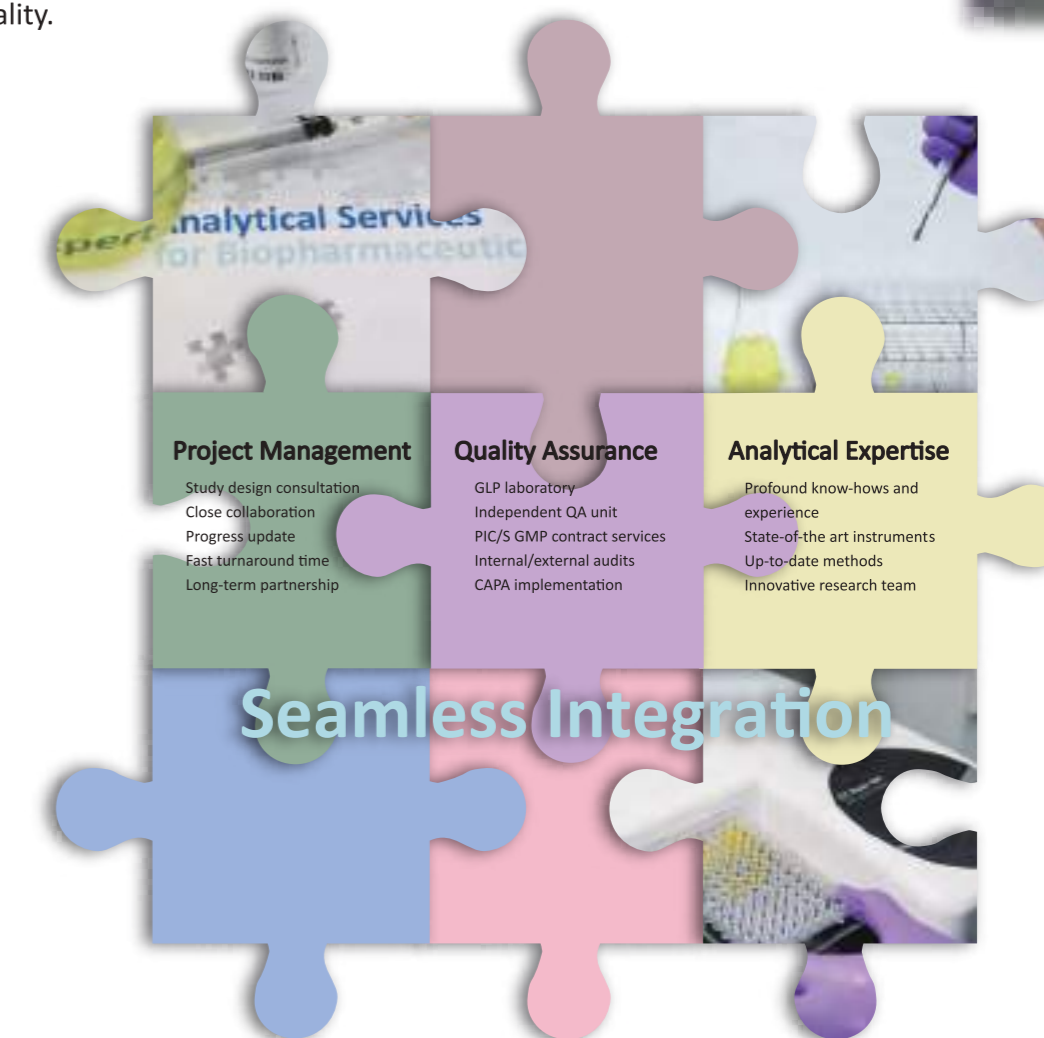 ality.
pert
nalytical Services
for Biopharmaceutic
Project Management
Quality Assurance
Analytical Expertise
Study design consultation
Close collaboration
Progress update
Fast turnaround time
Long-term partnership
GLP laboratory
Independent QA unit
PIC/S GMP contract services
Internal/external audits
CAPA implementation
Profound know-hows and
experience
State-of-the art instruments
Up-to-date methods
Innovative research team
Seamless Integration